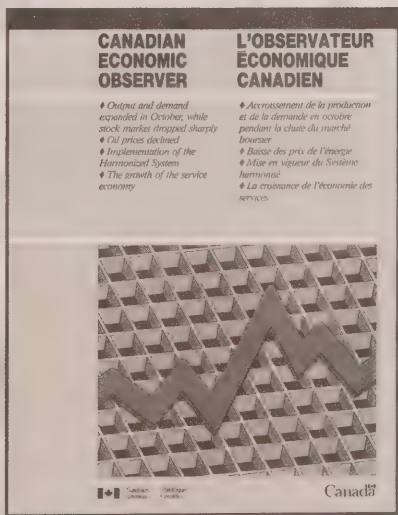 CANADIAN
ECONOMIC
OBSERVER
♦ Output and demand
expanded in October, while
stock market dropped sharply
♦ Oil prices declined
♦ Implementation of the
Harmonized System
♦ The growth of the service
economy
L'OBSERVATEUR
ÉCONOMIQUE
CANADIEN
♦ Accroissement de la production
et de la demande en octobre
pendant la chute du marché
boursier
♦ Baisse des prix de l'énergie
♦ Mise en vigueur du Système
harmonisé
♦ La croissance de l'économie des
services
Canada